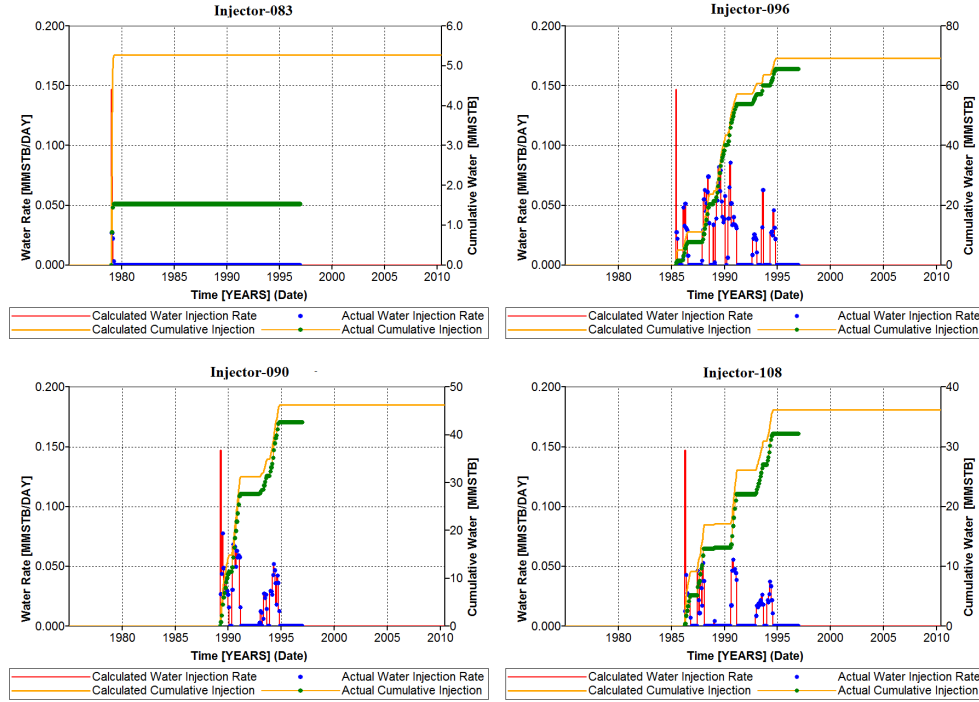 Injector-083
0.200
0.150
0.100
0.050
0.000
Water Rate [MMSTB/DAY]
6.0
5.0
4.0
3.0
2.0
1.0
0.0
Cumulative Water [MMSTB]
1980 1985 1990 1995 2000 2005 2010
Time [YEARS] (Date)
Calculated Water Injection Rate Actual Water Injection Rate
Calculated Cumulative Injection Actual Cumulative Injection
Injector-096
0.200
0.150
0.100
0.050
0.000
Water Rate [MMSTB/DAY]
80
60
40
20
0
Cumulative Water [MMSTB]
1980 1985 1990 1995 2000 2005 2010
Time [YEARS] (Date)
Calculated Water Injection Rate Actual Water Injection Rate
Calculated Cumulative Injection Actual Cumulative Injection
Injector-090
0.200
0.150
0.100
0.050
0.000
Water Rate [MMSTB/DAY]
50
40
30
20
10
0
Cumulative Water [MMSTB]
1980 1985 1990 1995 2000 2005 2010
Time [YEARS] (Date)
Calculated Water Injection Rate Actual Water Injection Rate
Calculated Cumulative Injection Actual Cumulative Injection
Injector-108
0.200
0.150
0.100
0.050
0.000
Water Rate [MMSTB/DAY]
40
30
20
10
0
Cumulative Water [MMSTB]
1980 1985 1990 1995 2000 2005 2010
Time [YEARS] (Date)
Calculated Water Injection Rate Actual Water Injection Rate
Calculated Cumulative Injection Actual Cumulative Injection